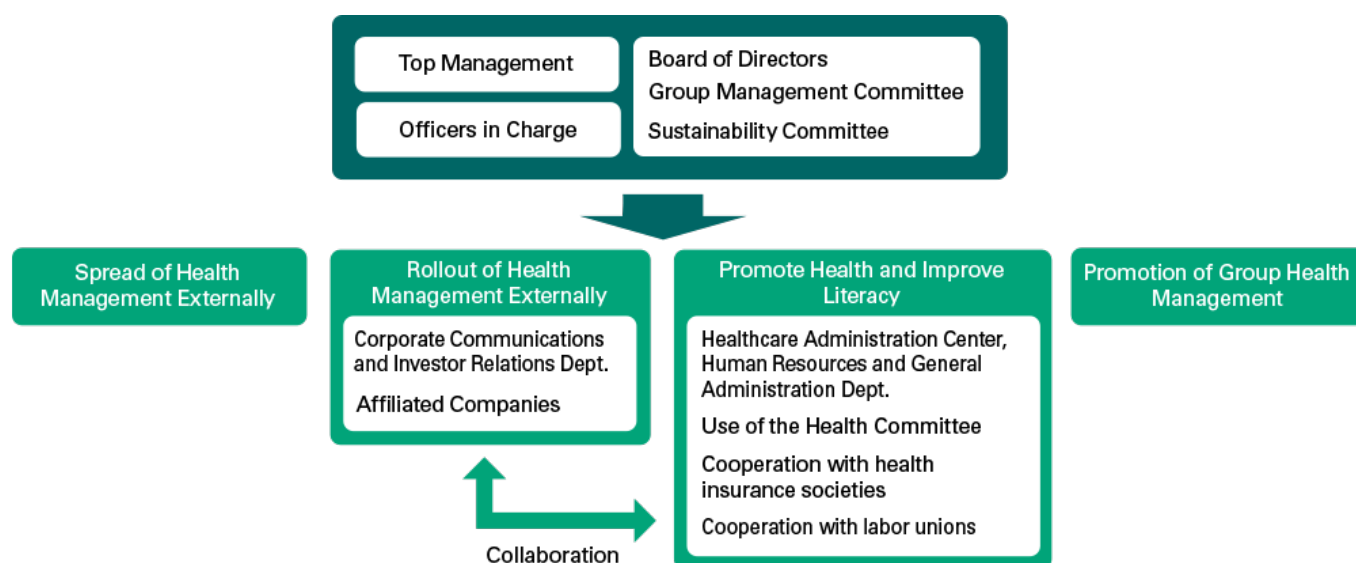 Top Management
Officers in Charge
Board of Directors
Group Management Committee
Sustainability Committee
Spread of Health
Management Externally
Rollout of Health
Management Externally
Corporate Communications
and Investor Relations Dept.
Affiliated Companies
Promote Health and Improve
Literacy
Healthcare Administration Center,
Human Resources and General
Administration Dept.
Use of the Health Committee
Cooperation with health
insurance societies
Cooperation with labor unions
Promotion of Group Health
Management
Collaboration